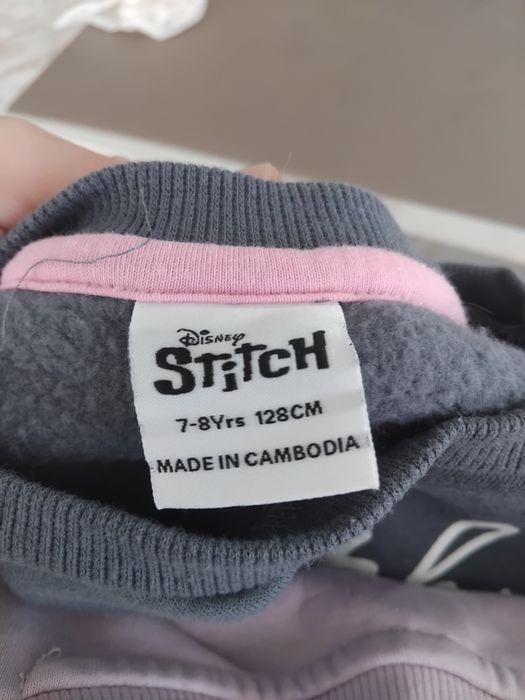 Disney
STiTCH
7-8Yrs 128CM
MADE IN CAMBODIA